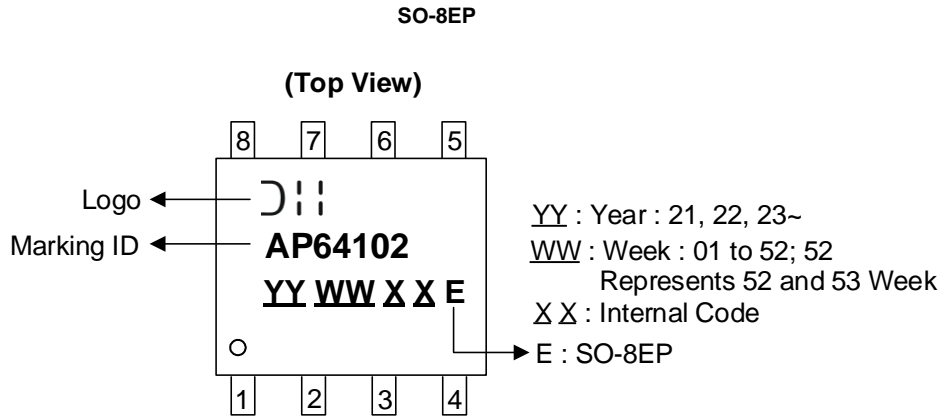 SO-8EP
(Top View)
8 7 6 5
Logo
Marking ID
AP64102
YY WW X X E
YY : Year : 21, 22, 23~
WW : Week : 01 to 52; 52
Represents 52 and 53 Week
X X : Internal Code
E : SO-8EP
1 2 3 4